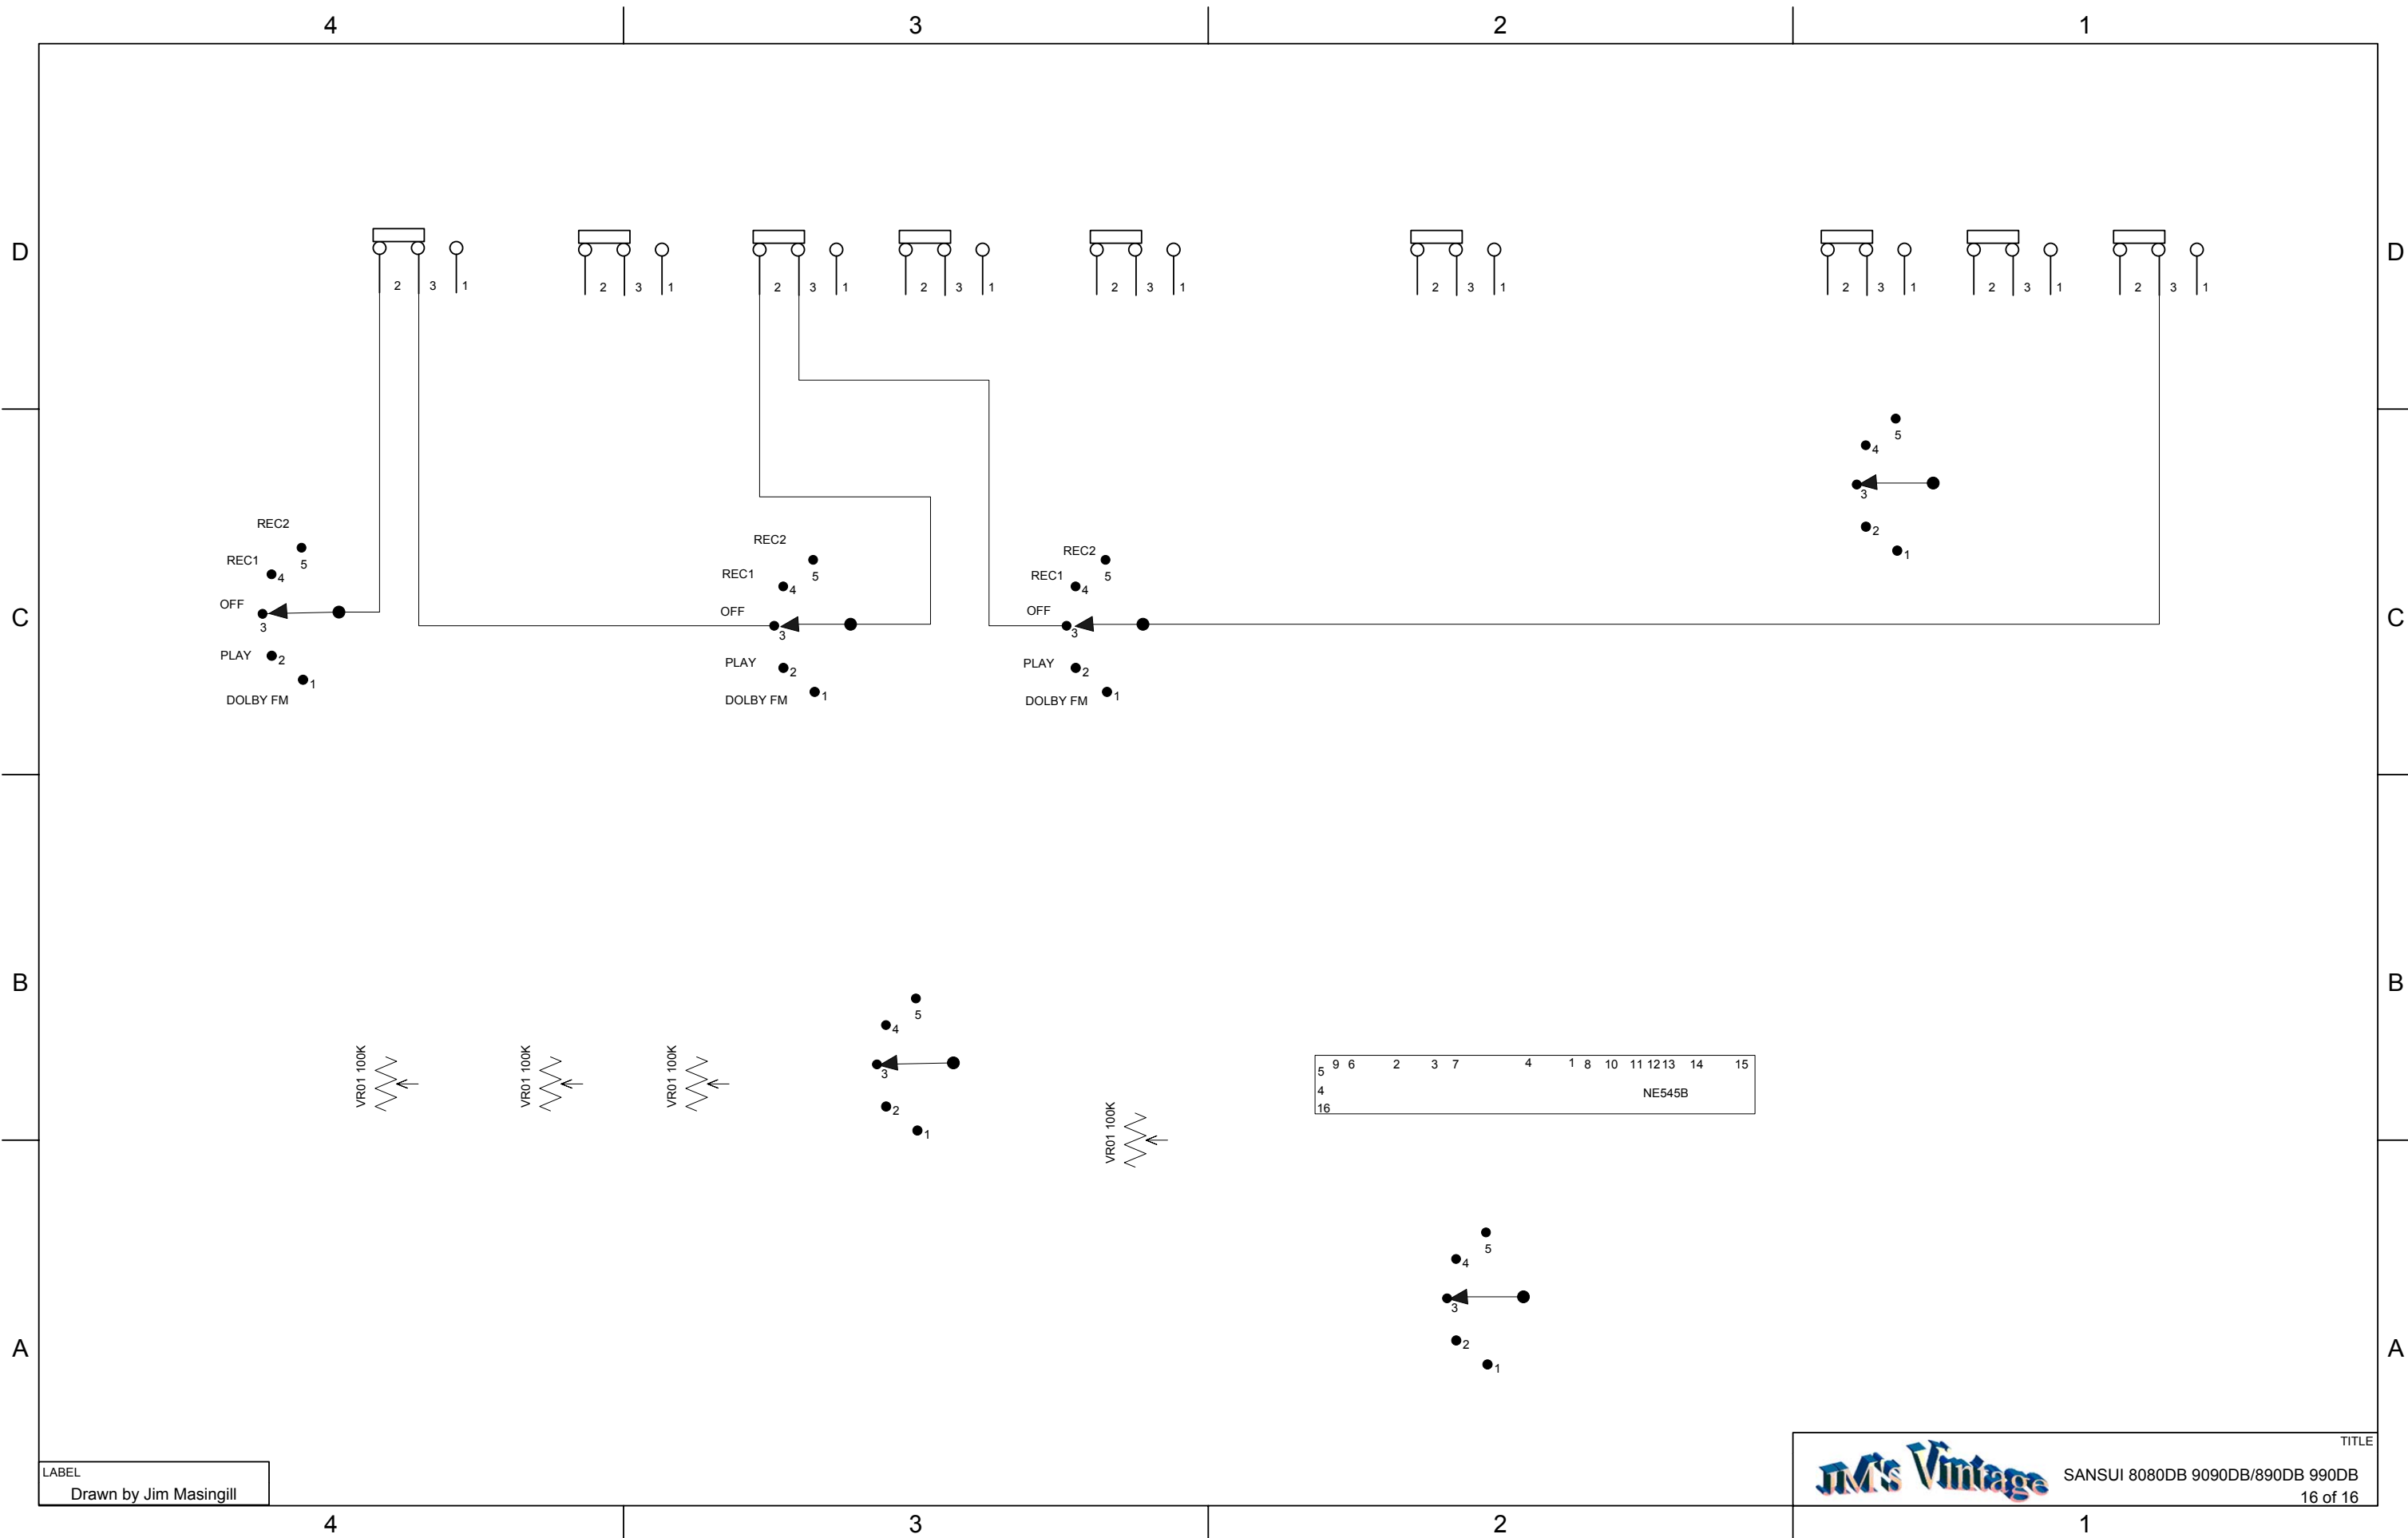 4 3 2 1
D D
2 3 1 2 3 1 2 3 1 2 3 1 2 3 1 2 3 1 2 3 1 2 3 1 2 3 1
5
4
3
2
1
C C
REC2
REC1
5
4
OFF
3
PLAY
2
1
DOLBY FM
REC2
REC1
5
4
OFF
3
PLAY
2
1
DOLBY FM
REC2
REC1
5
4
OFF
3
PLAY
2
1
DOLBY FM
B B
VR01 100K
VR01 100K
VR01 100K
5
4
3
2
1
VR01 100K
9 6 2 3 7 4 1 8 10 11 12 13 14 15
5
4
NE545B
16
5
4
3
2
1
A A
LABEL
Drawn by Jim Masingill
TITLE
JM's Vintage
SANSUI 8080DB 9090DB/890DB 990DB
16 of 16
4 3 2 1